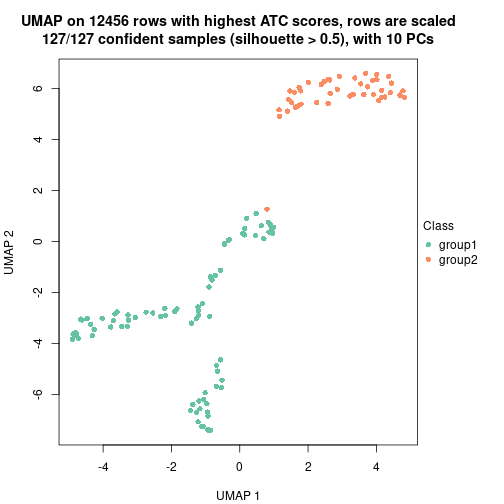 UMAP on 12456 rows with highest ATC scores, rows are scaled
127/127 confident samples (silhouette > 0.5), with 10 PCs
6
4
2
0
-2
-4
-6
UMAP 2
-4
-2
0
2
4
UMAP 1
Class
group1
group2